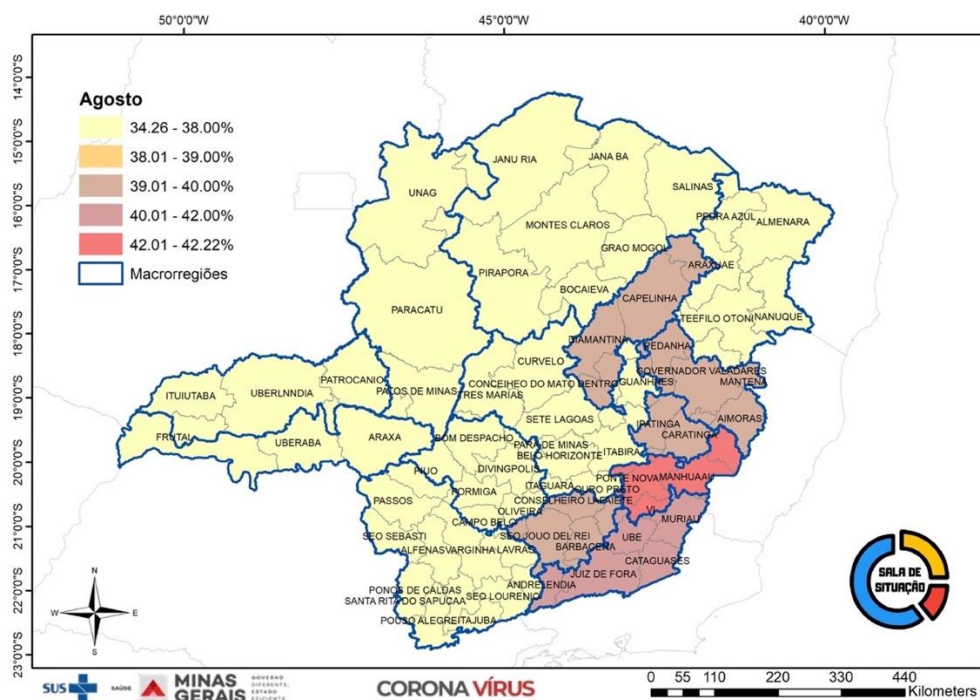 50°0'0"W 45°0'0"W 40°0'0"W
14°0'0"S
15°0'0"S
16°0'0"S
17°0'0"S
18°0'0"S
19°0'0"S
20°0'0"S
21°0'0"S
22°0'0"S
23°0'0"S
Agosto
34.26 - 38.00%
38.01 - 39.00%
39.01 - 40.00%
40.01 - 42.00%
42.01 - 42.22%
Macrorregiões
JANU RIA
JANA BA
UNAG
SALINAS
PEDRA AZUL
ALMENARA
MONTES CLAROS
GRAO MOGOL
ARAXUAE
PIRAPORA
BOCAIEVA
CAPELINHA
PARACATU
TEEFILO OTONI
NANUQUE
DIAMANTINA
PEDANHA
CURVELO
GOVERNADOR VALADARES
MANTENA
PATROCANIO
PATOS DE MINAS
CONCEIHEO DO MATO DENTRO
GUANHHES
TRES MARIAS
ITUIUTABA
UBERLNNDIA
SETE LAGOAS
IPATINGA
AIMORAS
CARATINGA
FRUTAL
UBERABA
ARAXA
BOM DESPACHO
PARA DE MINAS
BELO HORIZONTE
ITABIRA
PIUO
DIVINGPOLIS
ITAGUARA
OURO PRETO
PONTE NOVA
MANHUAAU
PASSOS
FORMIGA
CONSELHEIRO LAFAIETE
OLIVEIRA
CAMPO BELO
VI
MURIAU
SEO SEBASTI
ALFENAS
VARGINHA
LAVRAS
SEO JOUO DEL REI
BARBACENA
UBE
CATAGUASES
JUIZ DE FORA
ANDRELENDIA
PONOS DE CALDAS
SANTA RITA DO SAPUCAA
SEO LOURENIO
POUSO ALEGRE
ITAJUBA
N
W E
S
SALA DE
SITUAÇÃO
SUS SAÚDE MINAS
GERAIS
GOVERNO
DIFERENTE.
ESTADO
EFICIENTE.
CORONA VÍRUS
0 55 110 220 330 440
Kilometers